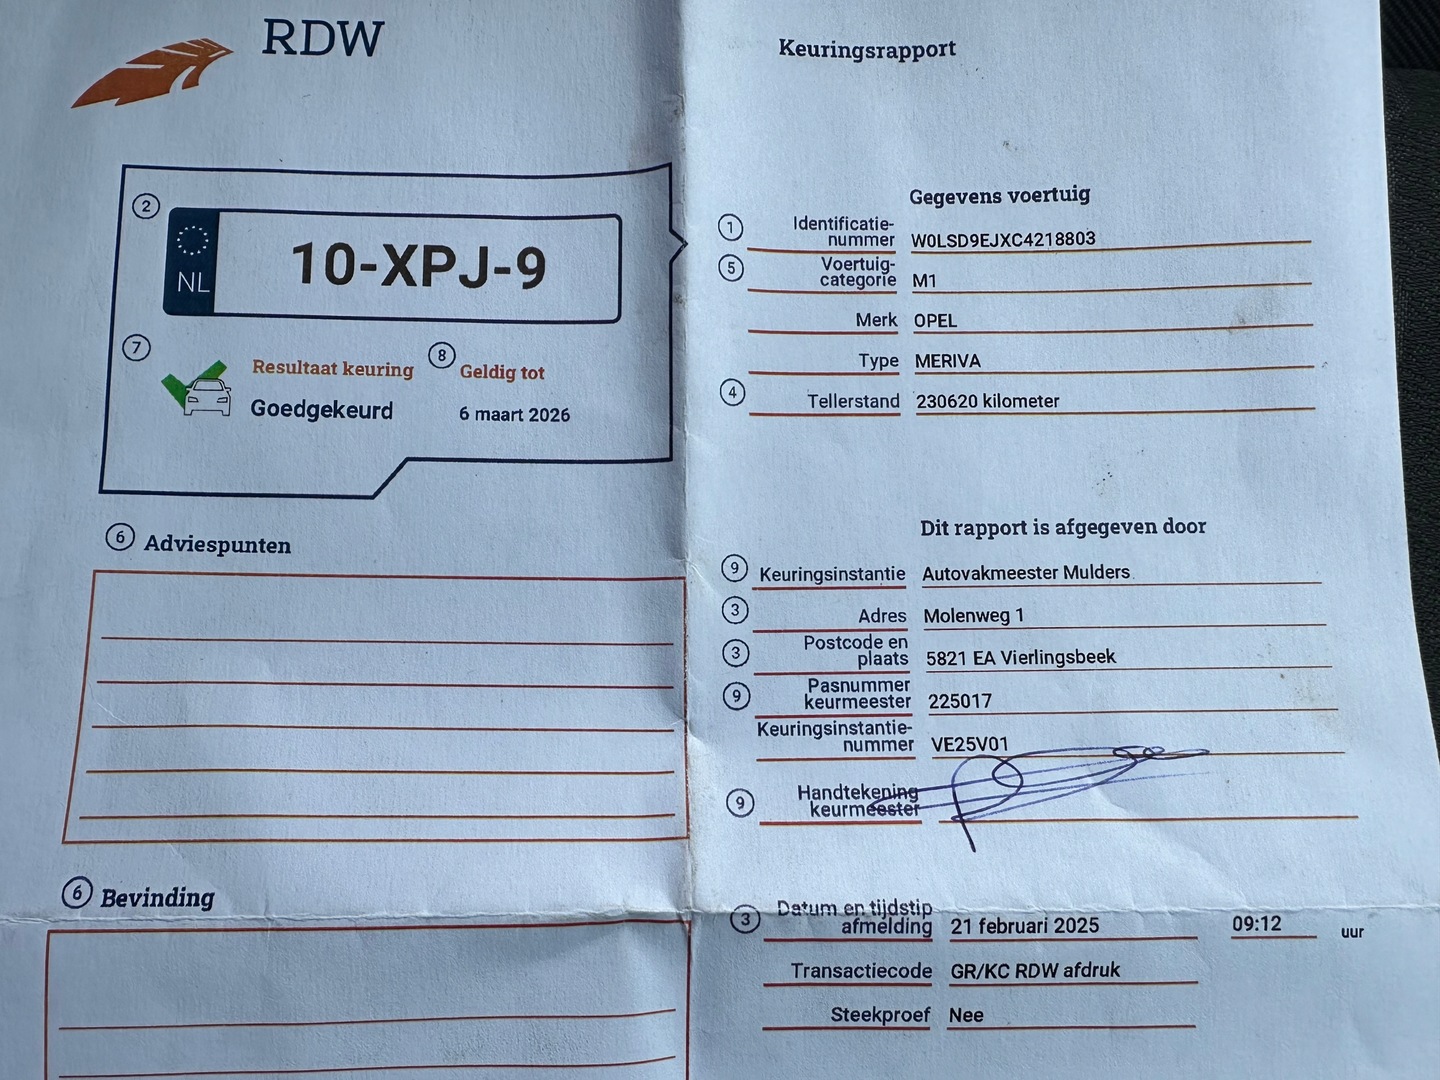 RDW
Keuringsrapport
2
NL
10-XPJ-9
7
Resultaat keuring
Goedgekeurd
8
Geldig tot
6 maart 2026
6 Adviespunten
6 Bevinding
Gegevens voertuig
1 Identificatie-
nummer W0LSD9EJXC4218803
5 Voertuig-
categorie M1
Merk OPEL
Type MERIVA
4 Tellerstand 230620 kilometer
Dit rapport is afgegeven door
9 Keuringsinstantie Autovakmeester Mulders
3 Adres Molenweg 1
3 Postcode en
plaats 5821 EA Vierlingsbeek
9 Pasnummer
keurmeester 225017
Keuringsinstantie-
nummer VE25V01
9 Handtekening
keurmeester
3 Datum en tijdstip
afmelding 21 februari 2025 09:12 uur
Transactiecode GR/KC RDW afdruk
Steekproef Nee